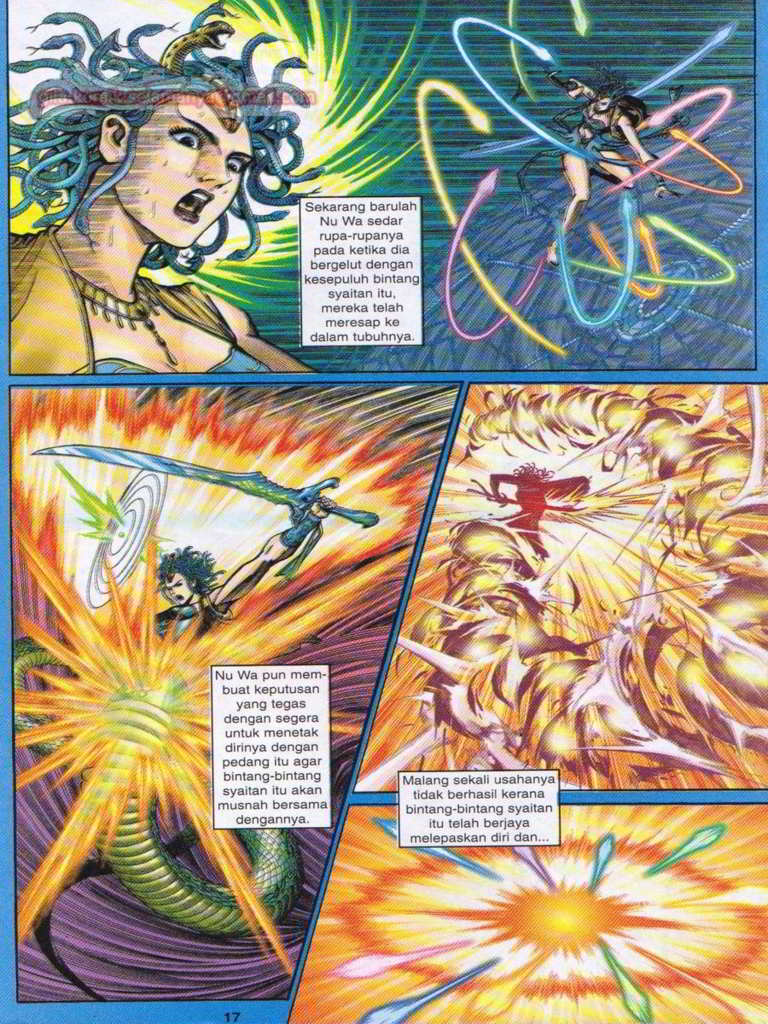 Sekarang barulah
Nu Wa sedar
rupa-rupanya
pada ketika dia
bergelut dengan
kesepuluh bintang
syaitan itu,
mereka telah
meresap ke
dalam tubuhnya.
Nu Wa pun mem-
buat keputusan
yang tegas
dengan segera
untuk menetak
dirinya dengan
pedang itu agar
bintang-bintang
syaitan itu akan
musnah bersama
dengannya.
Malang sekali usahanya
tidak berhasil kerana
bintang-bintang syaitan
itu telah berjaya
melepaskan diri dan...
17